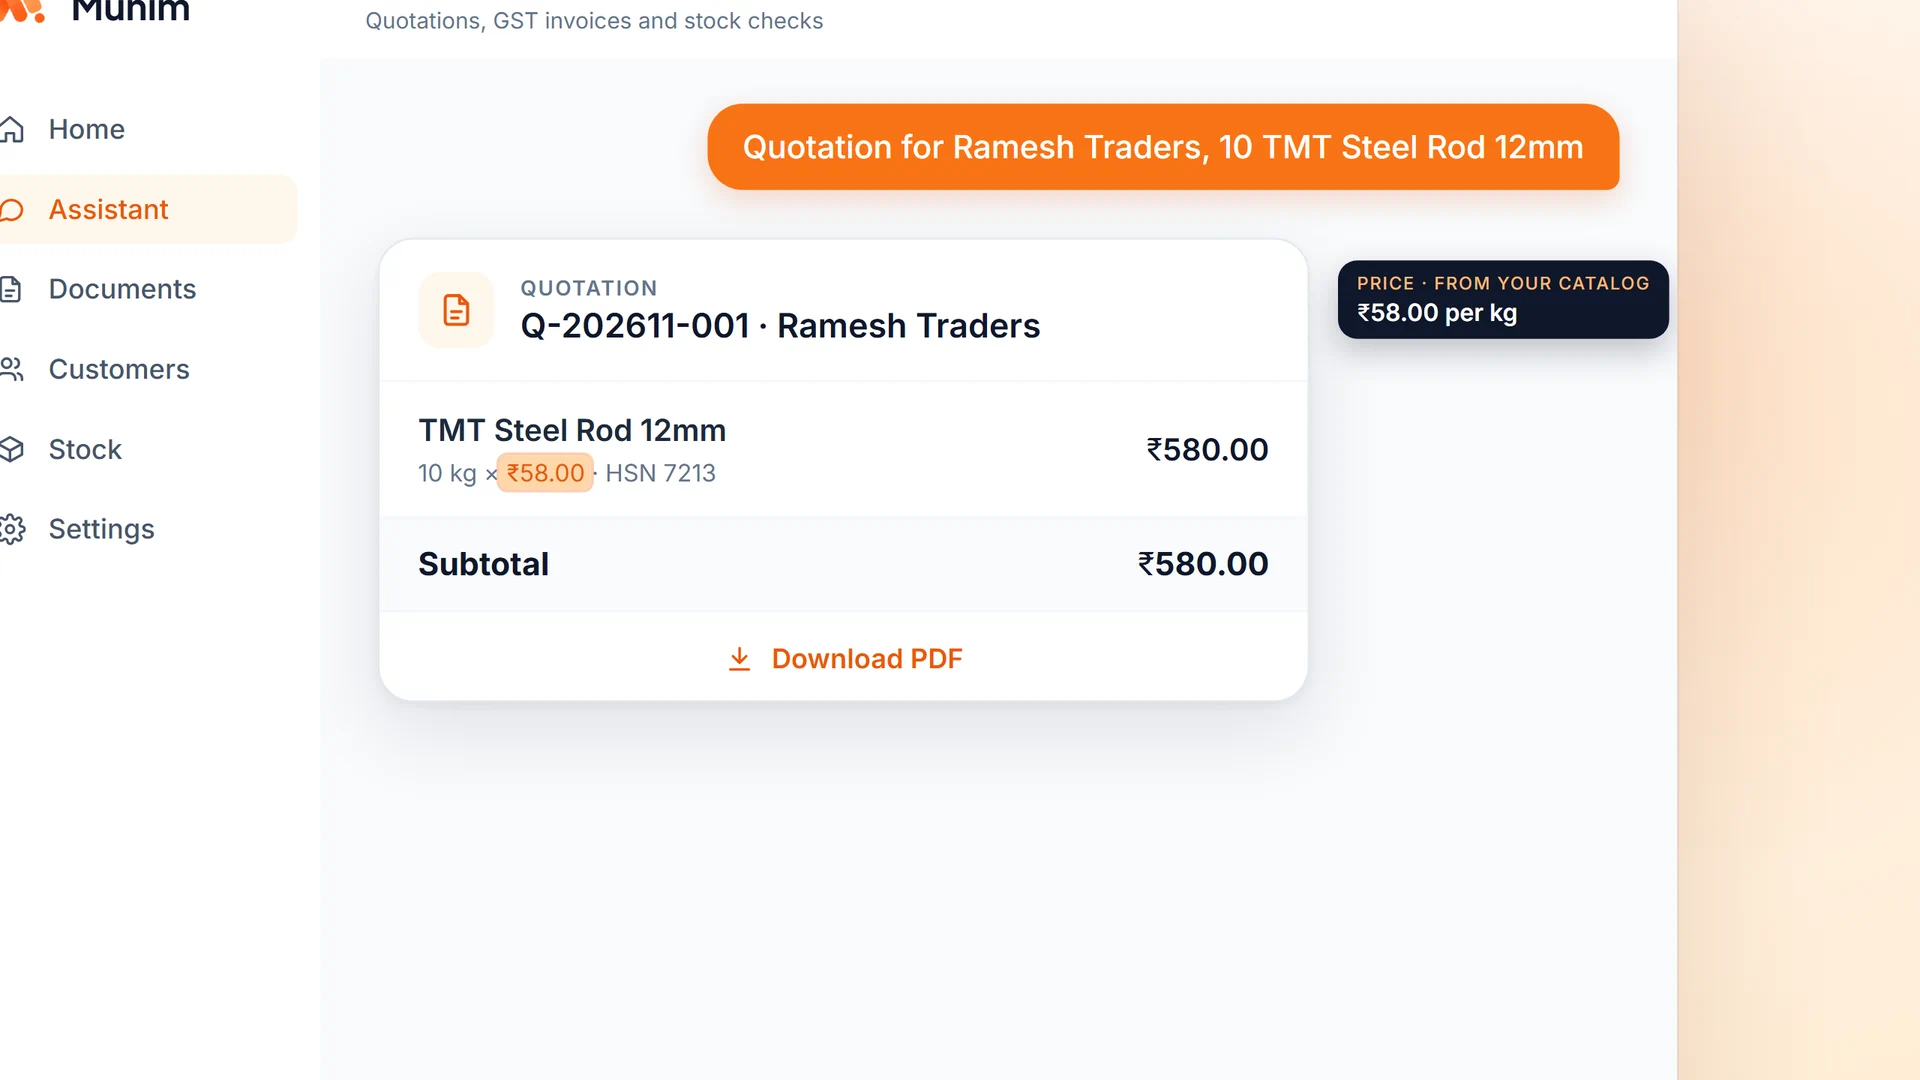 Munim
Quotations, GST invoices and stock checks
Home
Assistant
Documents
Customers
Stock
Settings
Quotation for Ramesh Traders, 10 TMT Steel Rod 12mm
QUOTATION
Q-202611-001 · Ramesh Traders
PRICE · FROM YOUR CATALOG
₹58.00 per kg
TMT Steel Rod 12mm
10 kg × ₹58.00 · HSN 7213
₹580.00
Subtotal
₹580.00
Download PDF